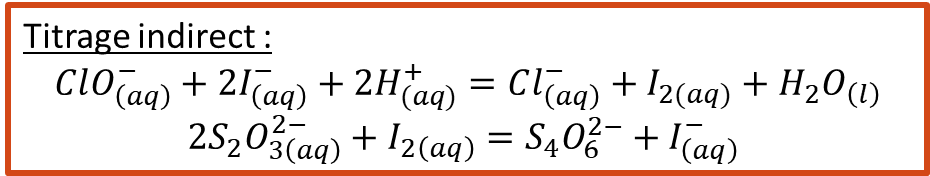 Titrage indirect :
ClO⁻(aq) + 2I⁻(aq) + 2H⁺(aq) = Cl⁻(aq) + I₂(aq) + H₂O(l)
2S₂O₃²⁻(aq) + I₂(aq) = S₄O₆²⁻ + I⁻(aq)